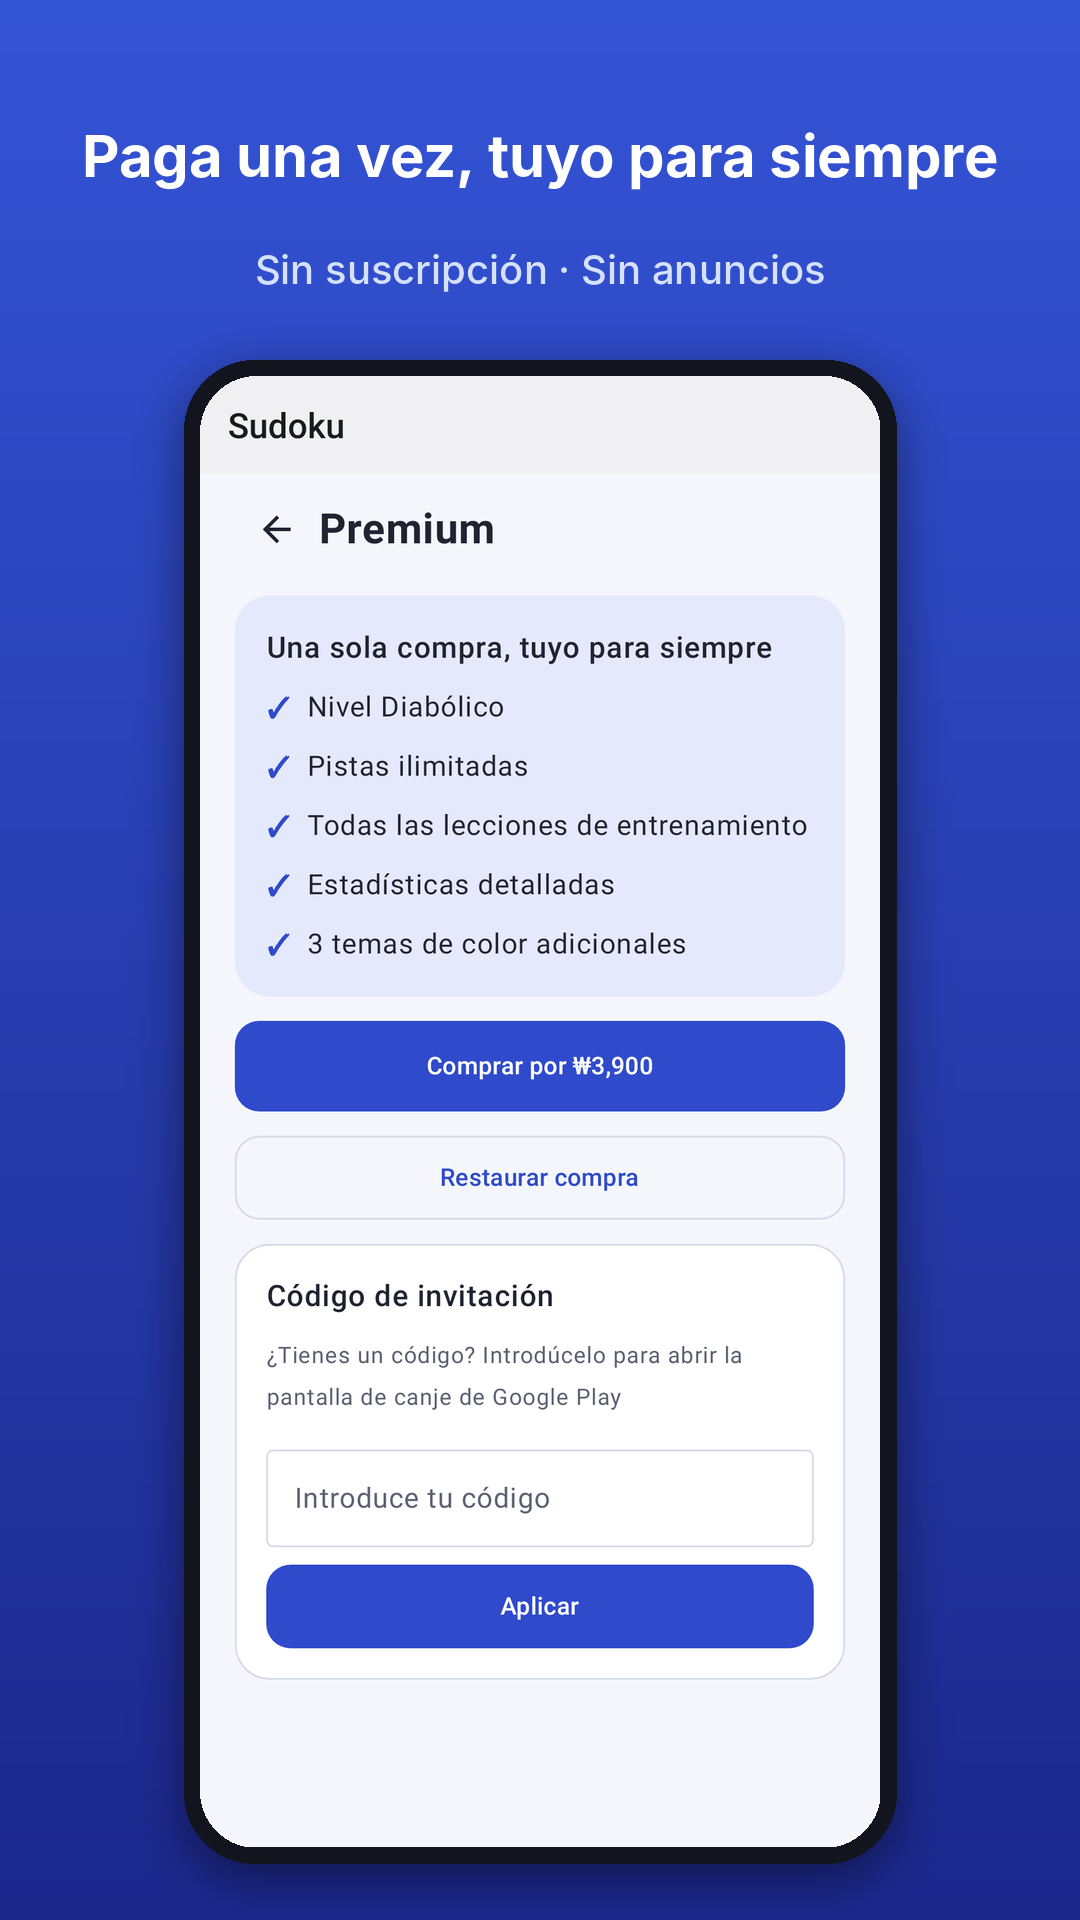 Paga una vez, tuyo para siempre
Sin suscripción · Sin anuncios
Sudoku
Premium
Una sola compra, tuyo para siempre
✓ Nivel Diabólico
✓ Pistas ilimitadas
✓ Todas las lecciones de entrenamiento
✓ Estadísticas detalladas
✓ 3 temas de color adicionales
Comprar por ₩3,900
Restaurar compra
Código de invitación
¿Tienes un código? Introdúcelo para abrir la
pantalla de canje de Google Play
Introduce tu código
Aplicar